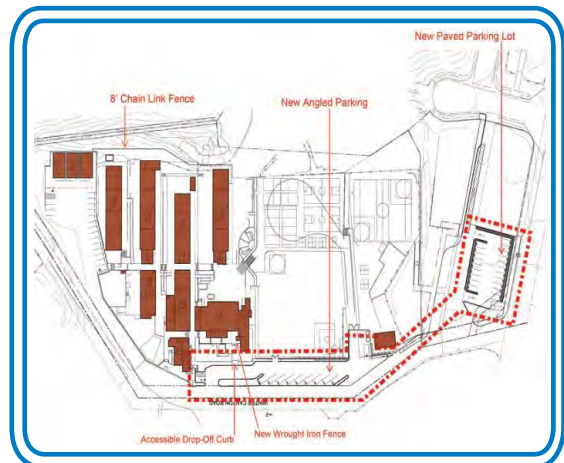 New Paved Parking Lot
8' Chain Link Fence
New Angled Parking
New Wrought Iron Fence
Accessible Drop-Off Curb